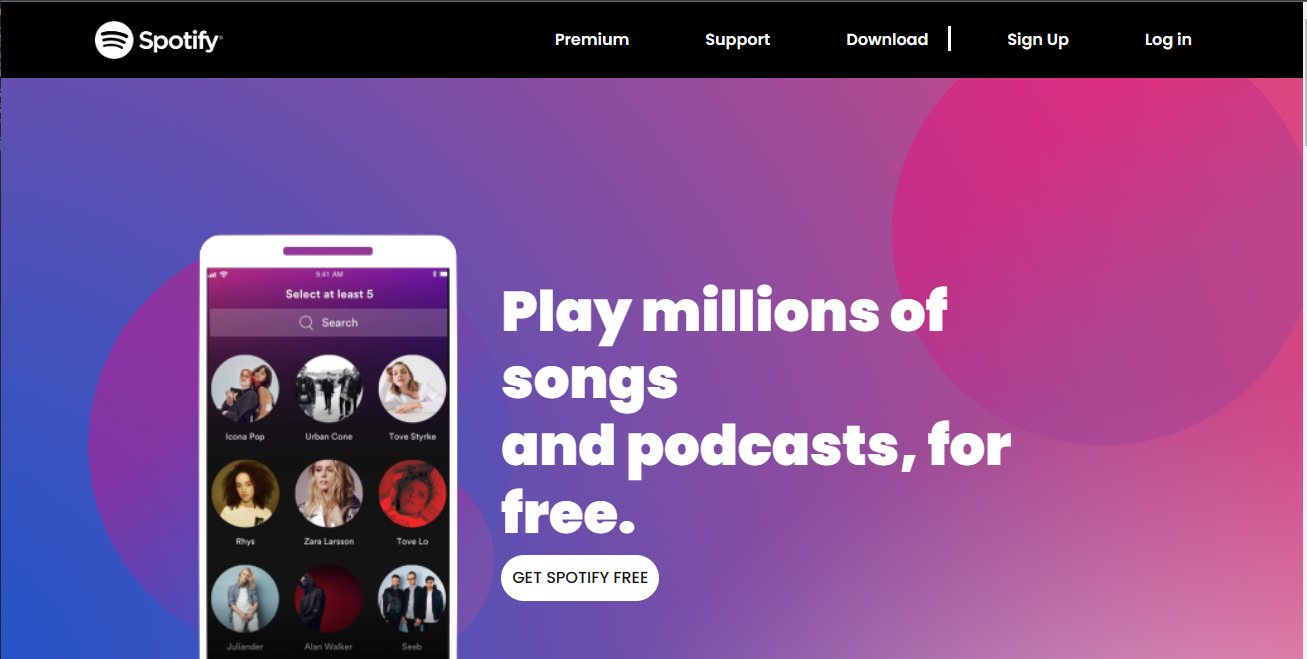 Spotify®
Premium
Support
Download
Sign Up
Log in
9:41 AM
Select at least 5
Search
Icona Pop
Urban Cone
Tove Styrke
Rhys
Zara Larsson
Tove Lo
Juliander
Alan Walker
Seeb
Play millions of
songs
and podcasts, for
free.
GET SPOTIFY FREE